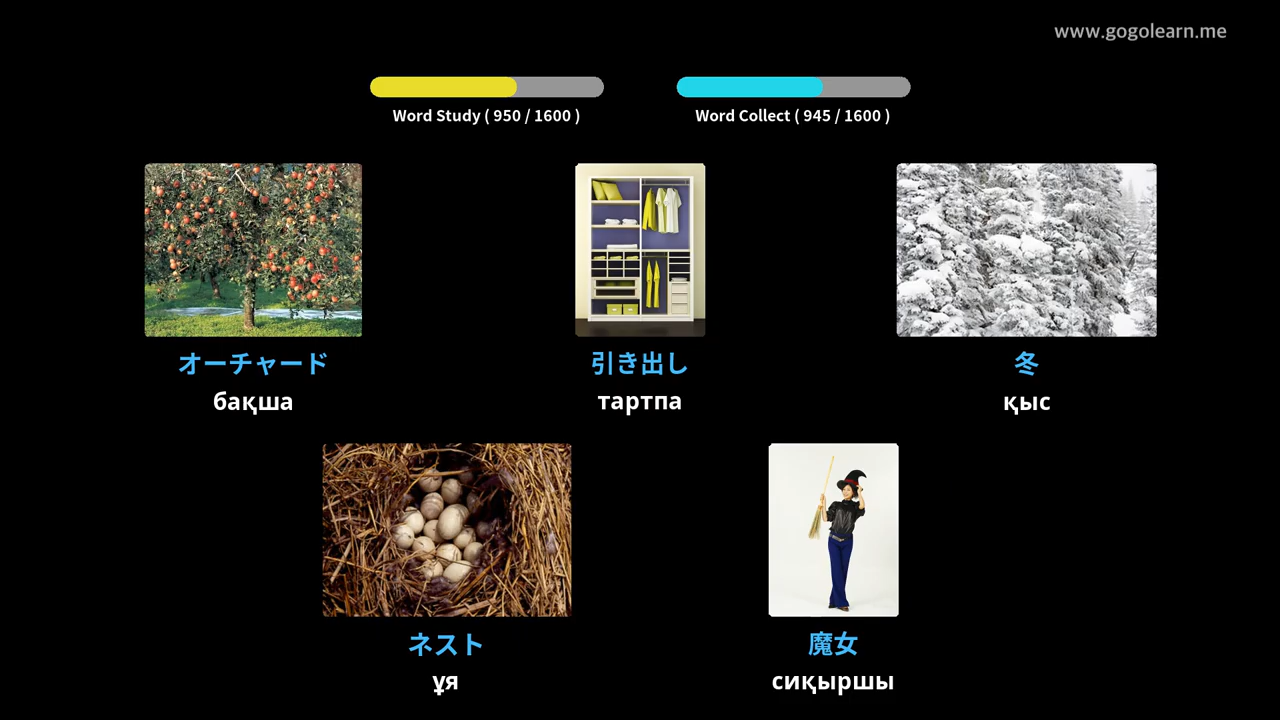 www.gogolearn.me
Word Study ( 950 / 1600 )
Word Collect ( 945 / 1600 )
オーチャード
引き出し
冬
бақша
тартпа
қыс
ネスト
魔女
ұя
сиқыршы